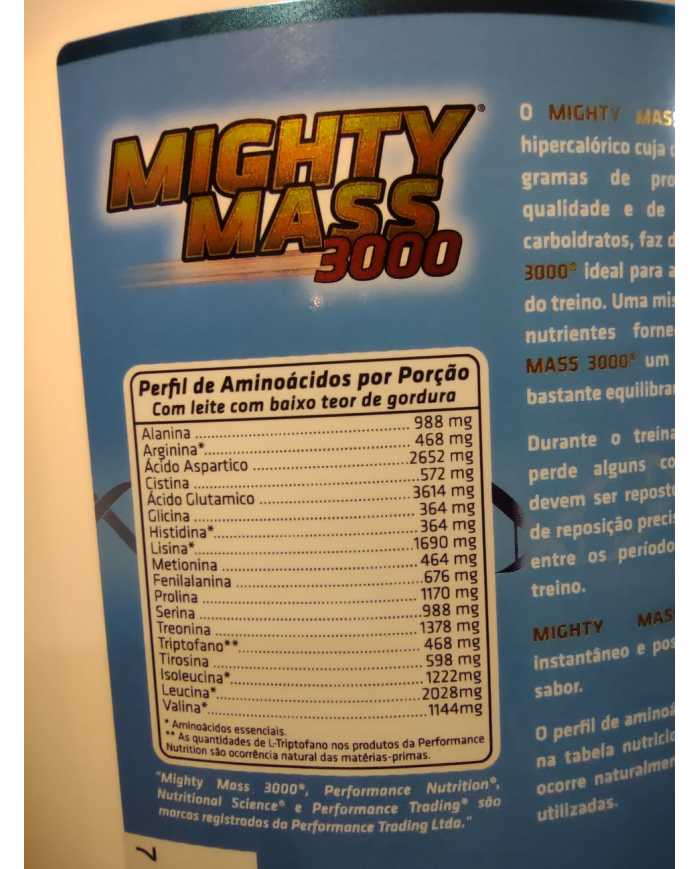 MIGHTY
MASS
3000
Perfil de Aminoácidos por Porção
Com leite com baixo teor de gordura
Alanina ........ 988 mg
Arginina* ........ 468 mg
Ácido Aspartico ........ 2652 mg
Cistina ........ 572 mg
Ácido Glutamico ........ 3614 mg
Glicina ........ 364 mg
Histidina* ........ 364 mg
Lisina* ........ 1690 mg
Metionina ........ 464 mg
Fenilalanina ........ 676 mg
Prolina ........ 1170 mg
Serina ........ 988 mg
Treonina ........ 1378 mg
Triptofano** ........ 468 mg
Tirosina ........ 598 mg
Isoleucina* ........ 1222mg
Leucina* ........ 2028mg
Valina* ........ 1144mg
* Aminoácidos essenciais.
** As quantidades de L-Triptofano nos produtos da Performance
Nutrition são ocorrência natural das matérias-primas.
"Mighty Mass 3000®, Performance Nutrition®,
Nutritional Science® e Performance Trading® são
marcas registradas da Performance Trading Ltda."
7
O MIGHTY MASS
hipercalórico cuja
gramas de
qualidade e de
carboidratos, faz
3000® ideal para a
do treino. Uma
nutrientes
MASS 3000® um
bastante
Durante o
perde alguns
devem ser
de reposição
entre os
treino.
MIGHTY MASS
instantâneo e
sabor.
O perfil de
na tabela
ocorre
utilizadas.